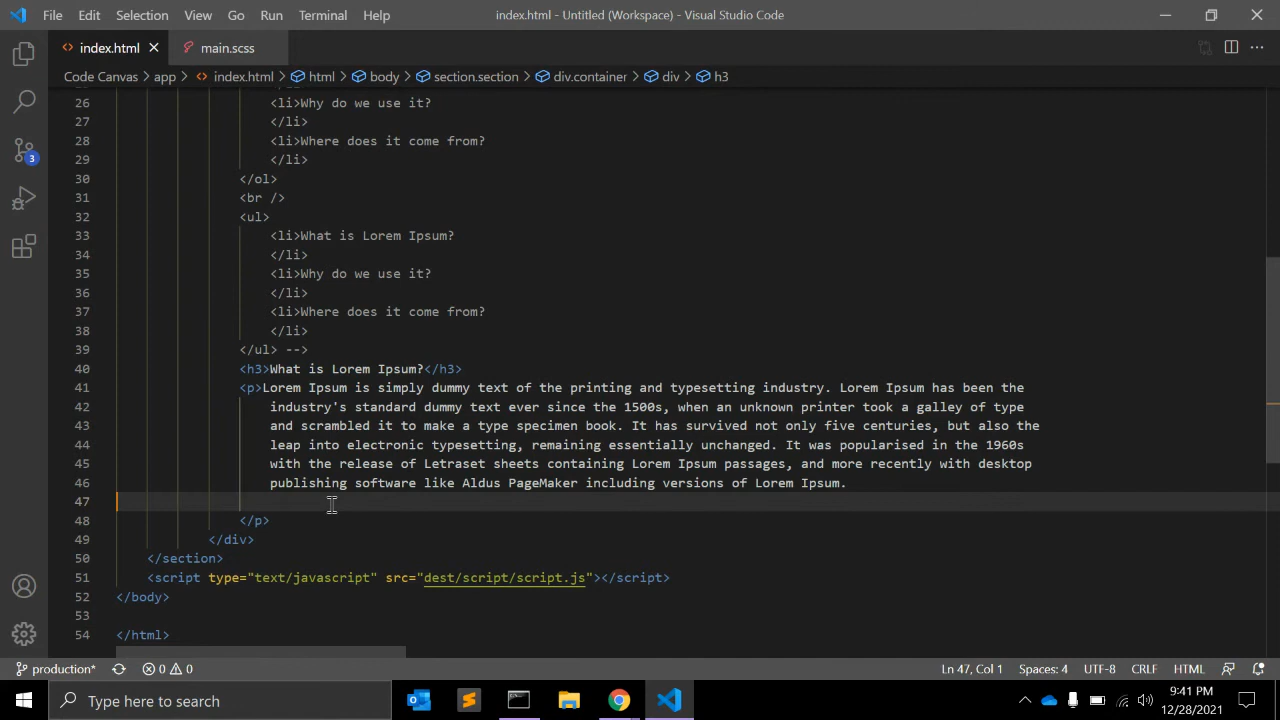 File Edit Selection View Go Run Terminal Help index.html - Untitled (Workspace) - Visual Studio Code
index.html main.scss
Code Canvas › app › index.html › html › body › section.section › div.container › div › h3
26 <li>Why do we use it?
27 </li>
28 <li>Where does it come from?
29 </li>
30 </ol>
31 <br />
32 <ul>
33 <li>What is Lorem Ipsum?
34 </li>
35 <li>Why do we use it?
36 </li>
37 <li>Where does it come from?
38 </li>
39 </ul> -->
40 <h3>What is Lorem Ipsum?</h3>
41 <p>Lorem Ipsum is simply dummy text of the printing and typesetting industry. Lorem Ipsum has been the
42 industry's standard dummy text ever since the 1500s, when an unknown printer took a galley of type
43 and scrambled it to make a type specimen book. It has survived not only five centuries, but also the
44 leap into electronic typesetting, remaining essentially unchanged. It was popularised in the 1960s
45 with the release of Letraset sheets containing Lorem Ipsum passages, and more recently with desktop
46 publishing software like Aldus PageMaker including versions of Lorem Ipsum.
47
48 </p>
49 </div>
50 </section>
51 <script type="text/javascript" src="dest/script/script.js"></script>
52 </body>
53
54 </html>
3
production* 0 0 Ln 47, Col 1 Spaces: 4 UTF-8 CRLF HTML
Type here to search 9:41 PM
12/28/2021